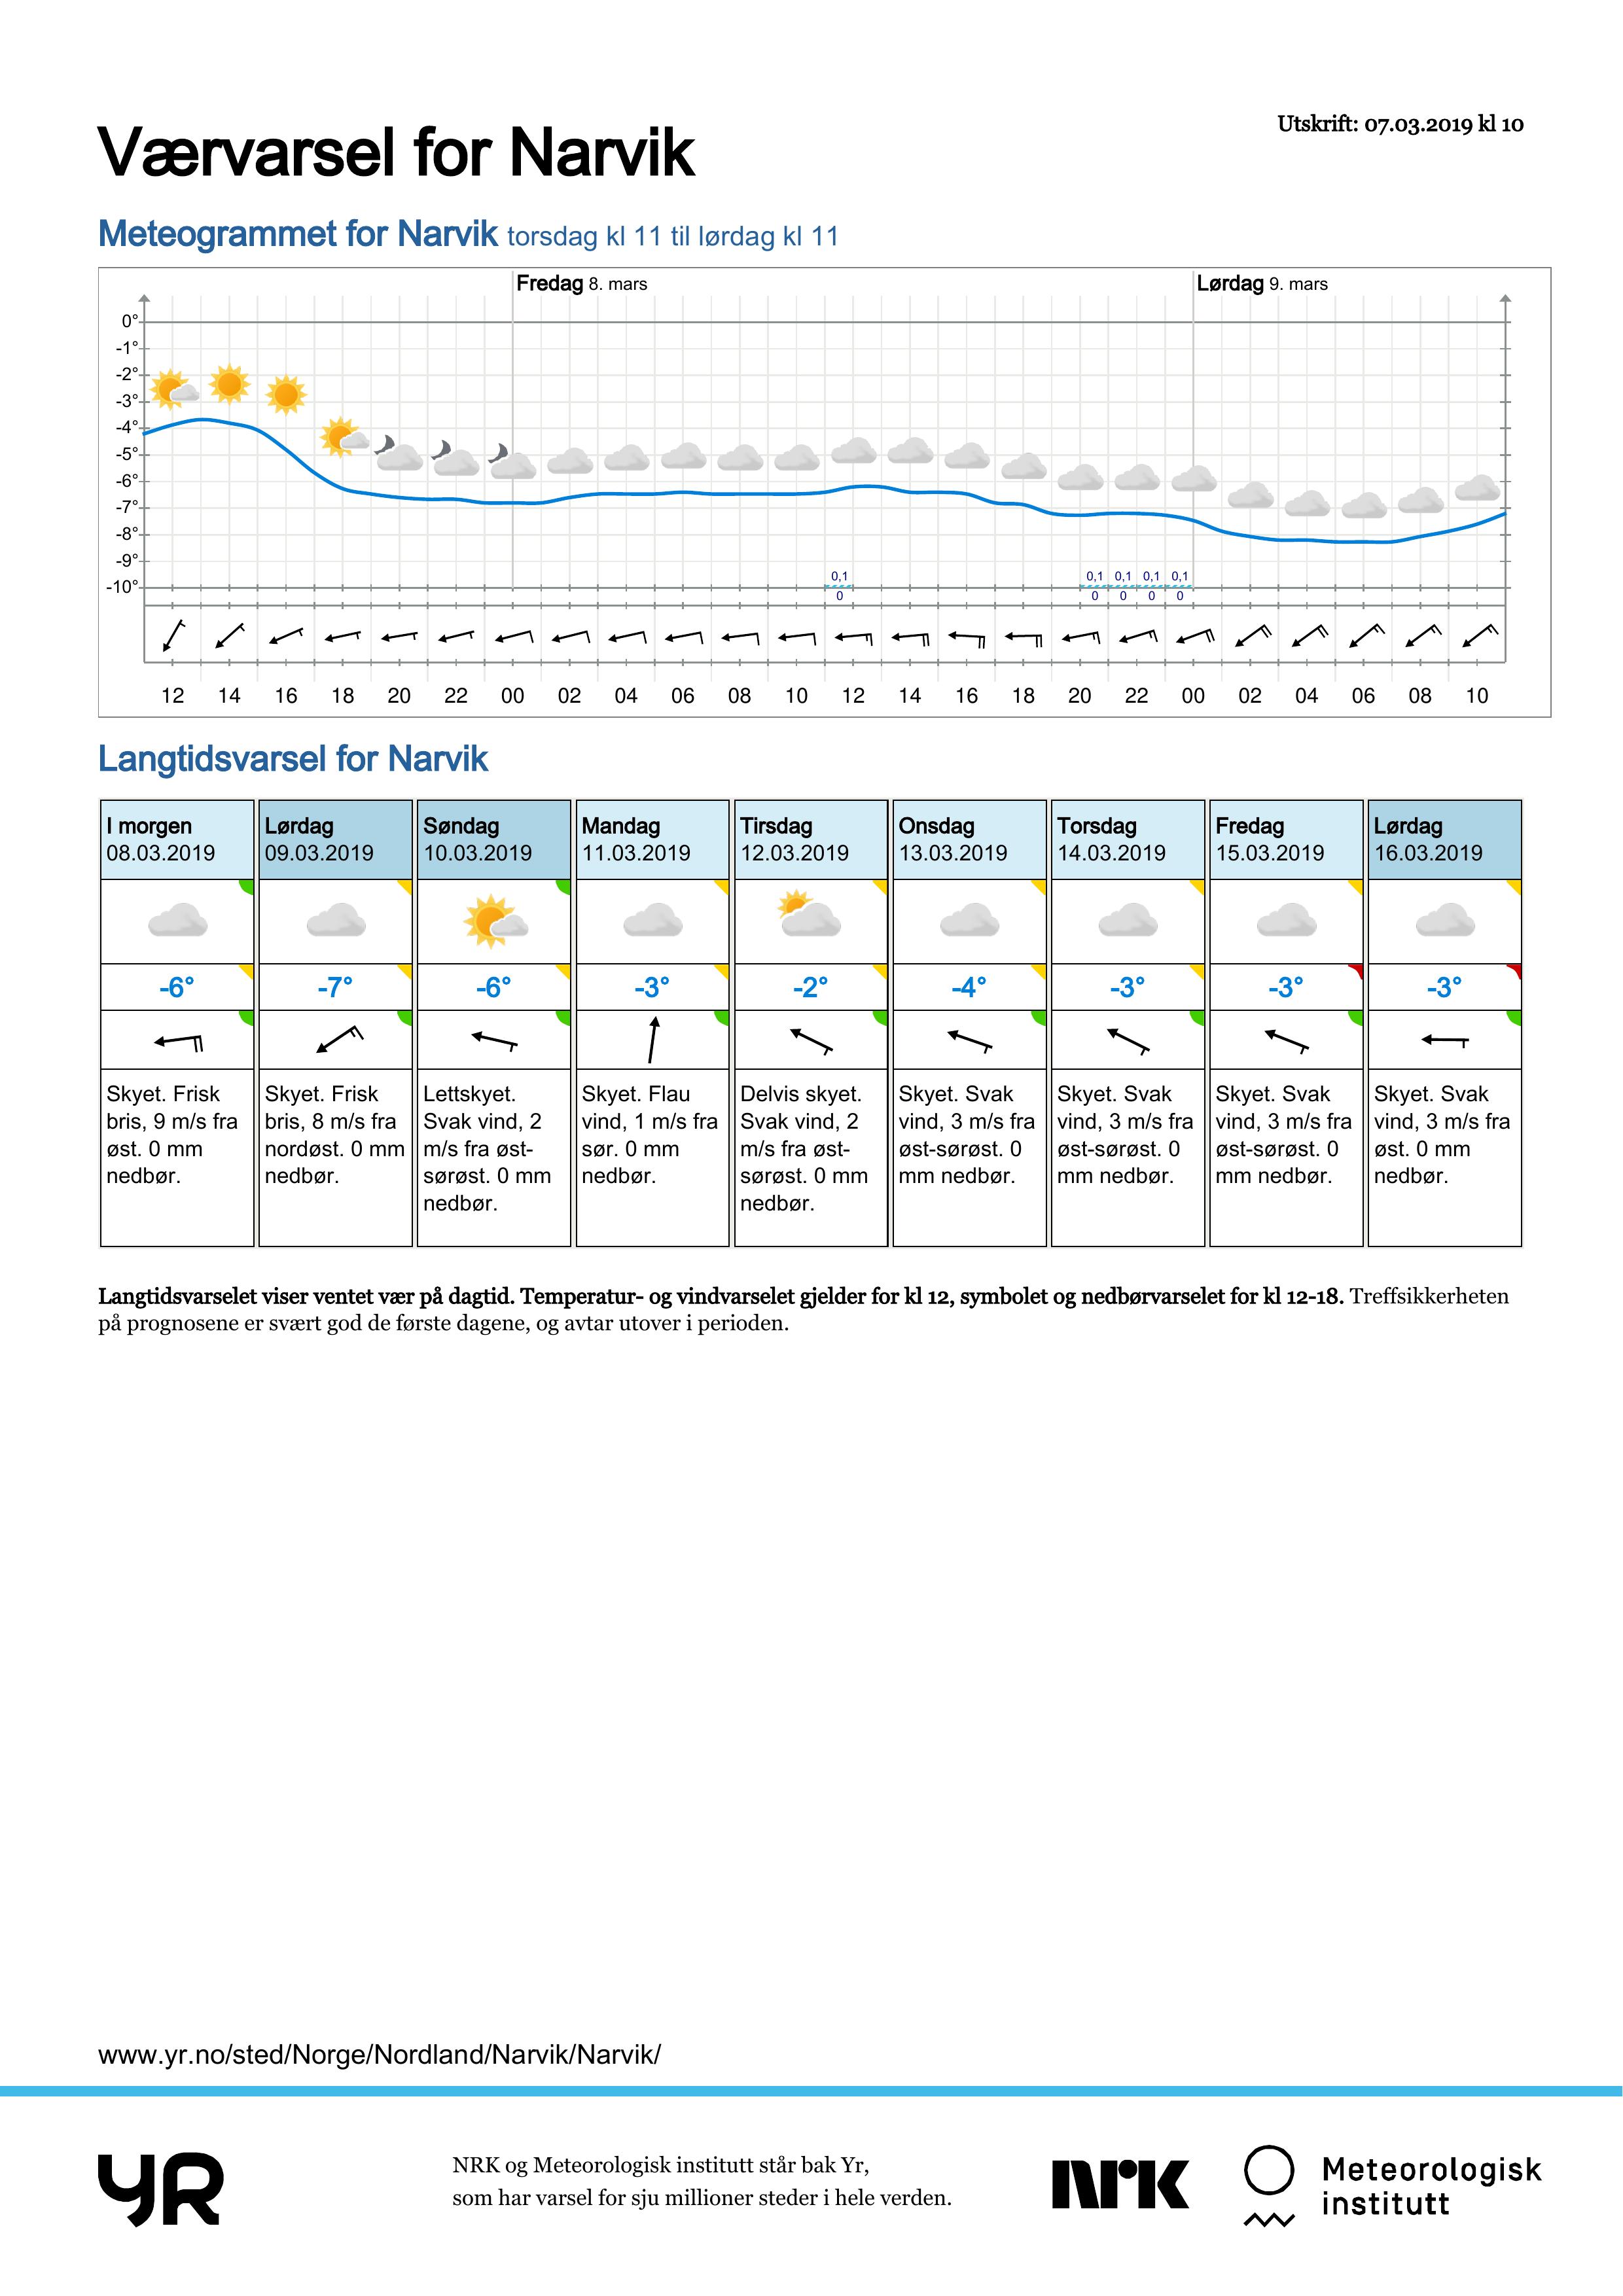 Utskrift: 07.03.2019 kl 10
Værvarsel for Narvik
Meteogrammet for Narvik torsdag kl 11 til lørdag kl 11
Fredag 8. mars
Lørdag 9. mars
0°
-1°
-2°
-3°
-4°
-5°
-6°
-7°
-8°
-9°
-10°
0,1 0,1 0,1 0,1 0,1
0 0 0 0 0
12 14 16 18 20 22 00 02 04 06 08 10 12 14 16 18 20 22 00 02 04 06 08 10
Langtidsvarsel for Narvik
I morgen
08.03.2019
-6°
Skyet. Frisk
bris, 9 m/s fra
øst. 0 mm
nedbør.
Lørdag
09.03.2019
-7°
Skyet. Frisk
bris, 8 m/s fra
nordøst. 0 mm
nedbør.
Søndag
10.03.2019
-6°
Lettskyet.
Svak vind, 2
m/s fra øst-
sørøst. 0 mm
nedbør.
Mandag
11.03.2019
-3°
Skyet. Flau
vind, 1 m/s fra
sør. 0 mm
nedbør.
Tirsdag
12.03.2019
-2°
Delvis skyet.
Svak vind, 2
m/s fra øst-
sørøst. 0 mm
nedbør.
Onsdag
13.03.2019
-4°
Skyet. Svak
vind, 3 m/s fra
øst-sørøst. 0
mm nedbør.
Torsdag
14.03.2019
-3°
Skyet. Svak
vind, 3 m/s fra
øst-sørøst. 0
mm nedbør.
Fredag
15.03.2019
-3°
Skyet. Svak
vind, 3 m/s fra
øst-sørøst. 0
mm nedbør.
Lørdag
16.03.2019
-3°
Skyet. Svak
vind, 3 m/s fra
øst. 0 mm
nedbør.
Langtidsvarselet viser ventet vær på dagtid. Temperatur- og vindvarselet gjelder for kl 12, symbolet og nedbørvarselet for kl 12-18. Treffsikkerheten
på prognosene er svært god de første dagene, og avtar utover i perioden.
www.yr.no/sted/Norge/Nordland/Narvik/Narvik/
YR
NRK og Meteorologisk institutt står bak Yr,
som har varsel for sju millioner steder i hele verden.
NRK
Meteorologisk
institutt